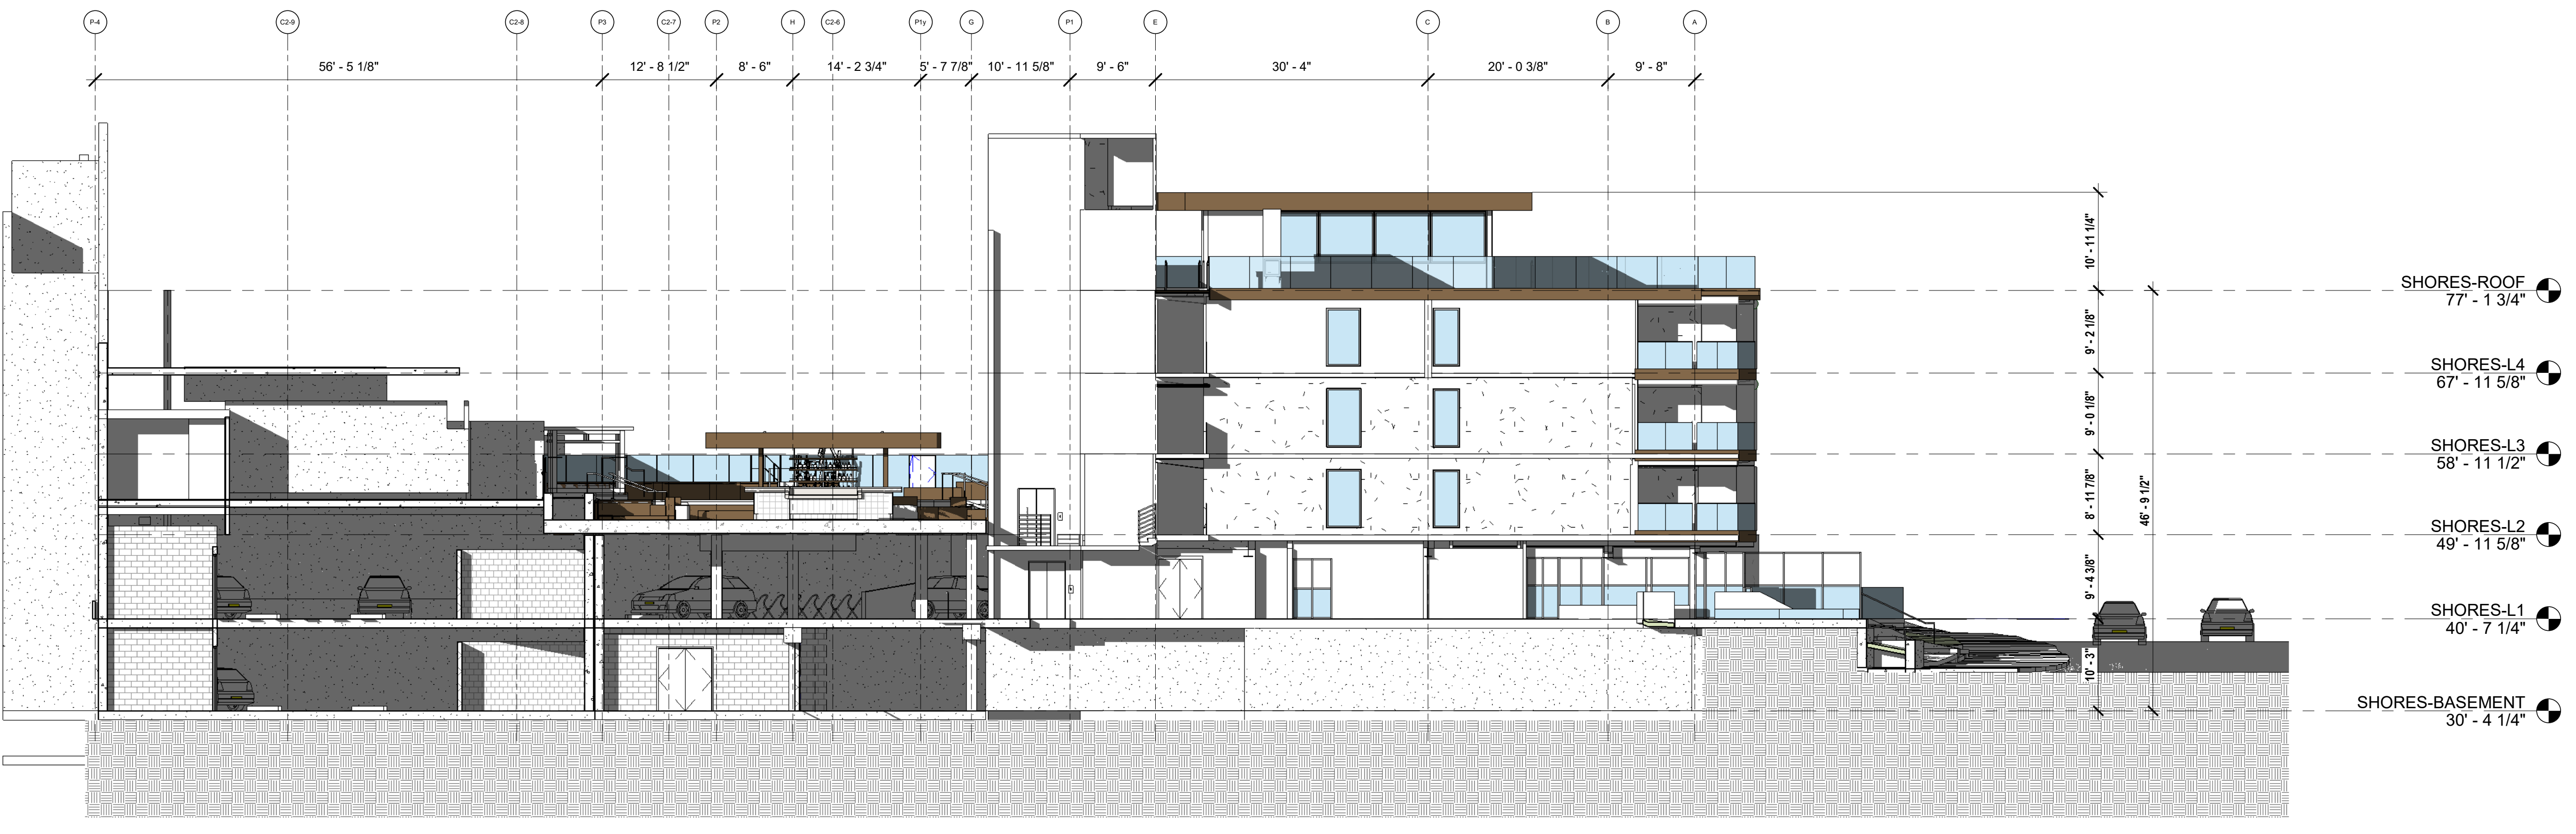 P-4
C2-9
C2-8
P3
C2-7
P2
H
C2-6
P1y
G
P1
E
C
B
A
56' - 5 1/8"
12' - 8 1/2"
8' - 6"
14' - 2 3/4"
5' - 7 7/8"
10' - 11 5/8"
9' - 6"
30' - 4"
20' - 0 3/8"
9' - 8"
10' - 11 1/4"
SHORES-ROOF
77' - 1 3/4"
9' - 2 1/8"
SHORES-L4
67' - 11 5/8"
9' - 0 1/8"
SHORES-L3
58' - 11 1/2"
8' - 11 7/8"
46' - 9 1/2"
SHORES-L2
49' - 11 5/8"
9' - 4 3/8"
SHORES-L1
40' - 7 1/4"
10' - 3"
SHORES-BASEMENT
30' - 4 1/4"